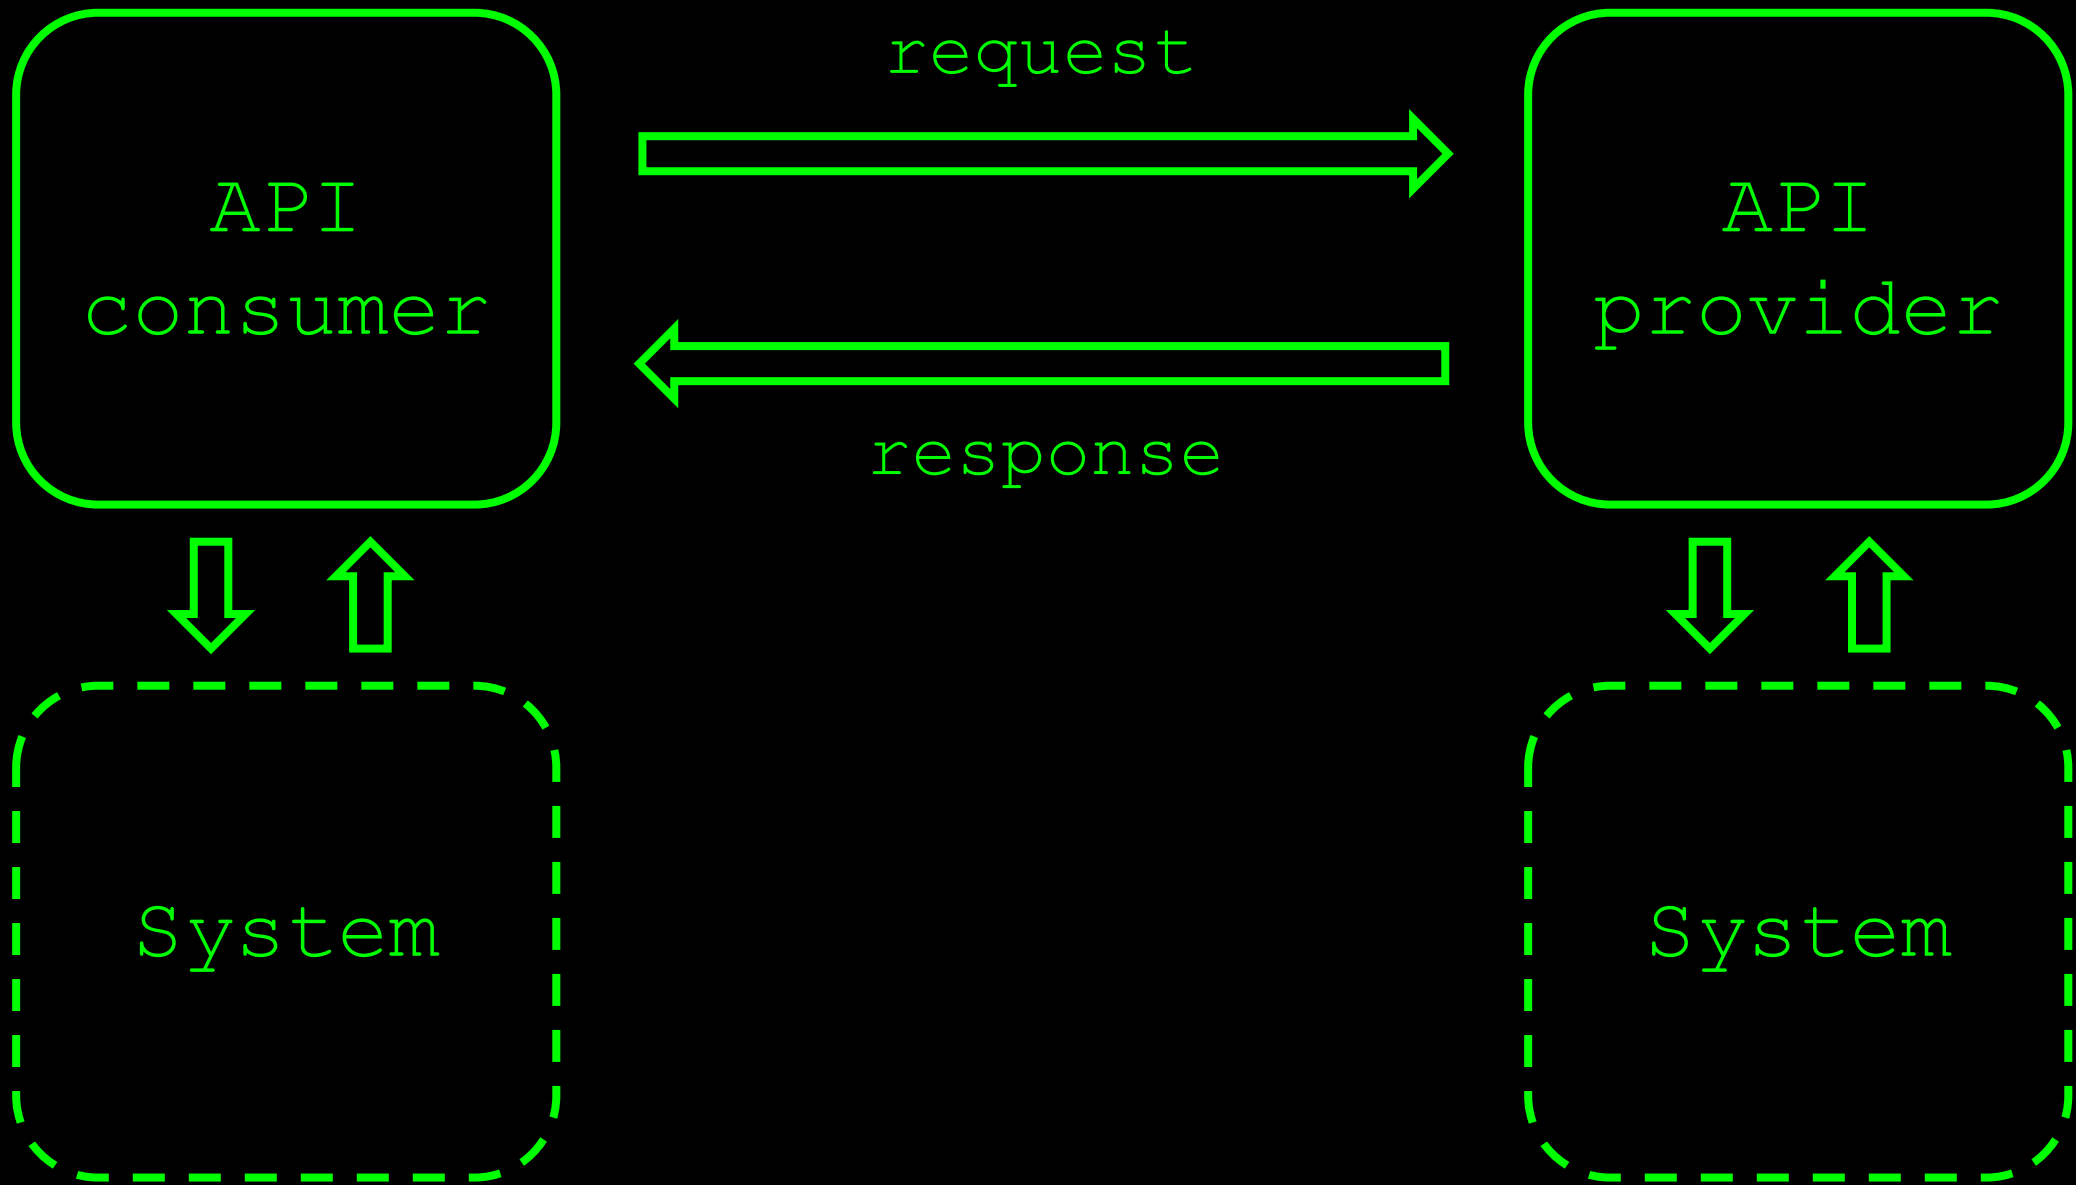 request
API
consumer
API
provider
response
System
System